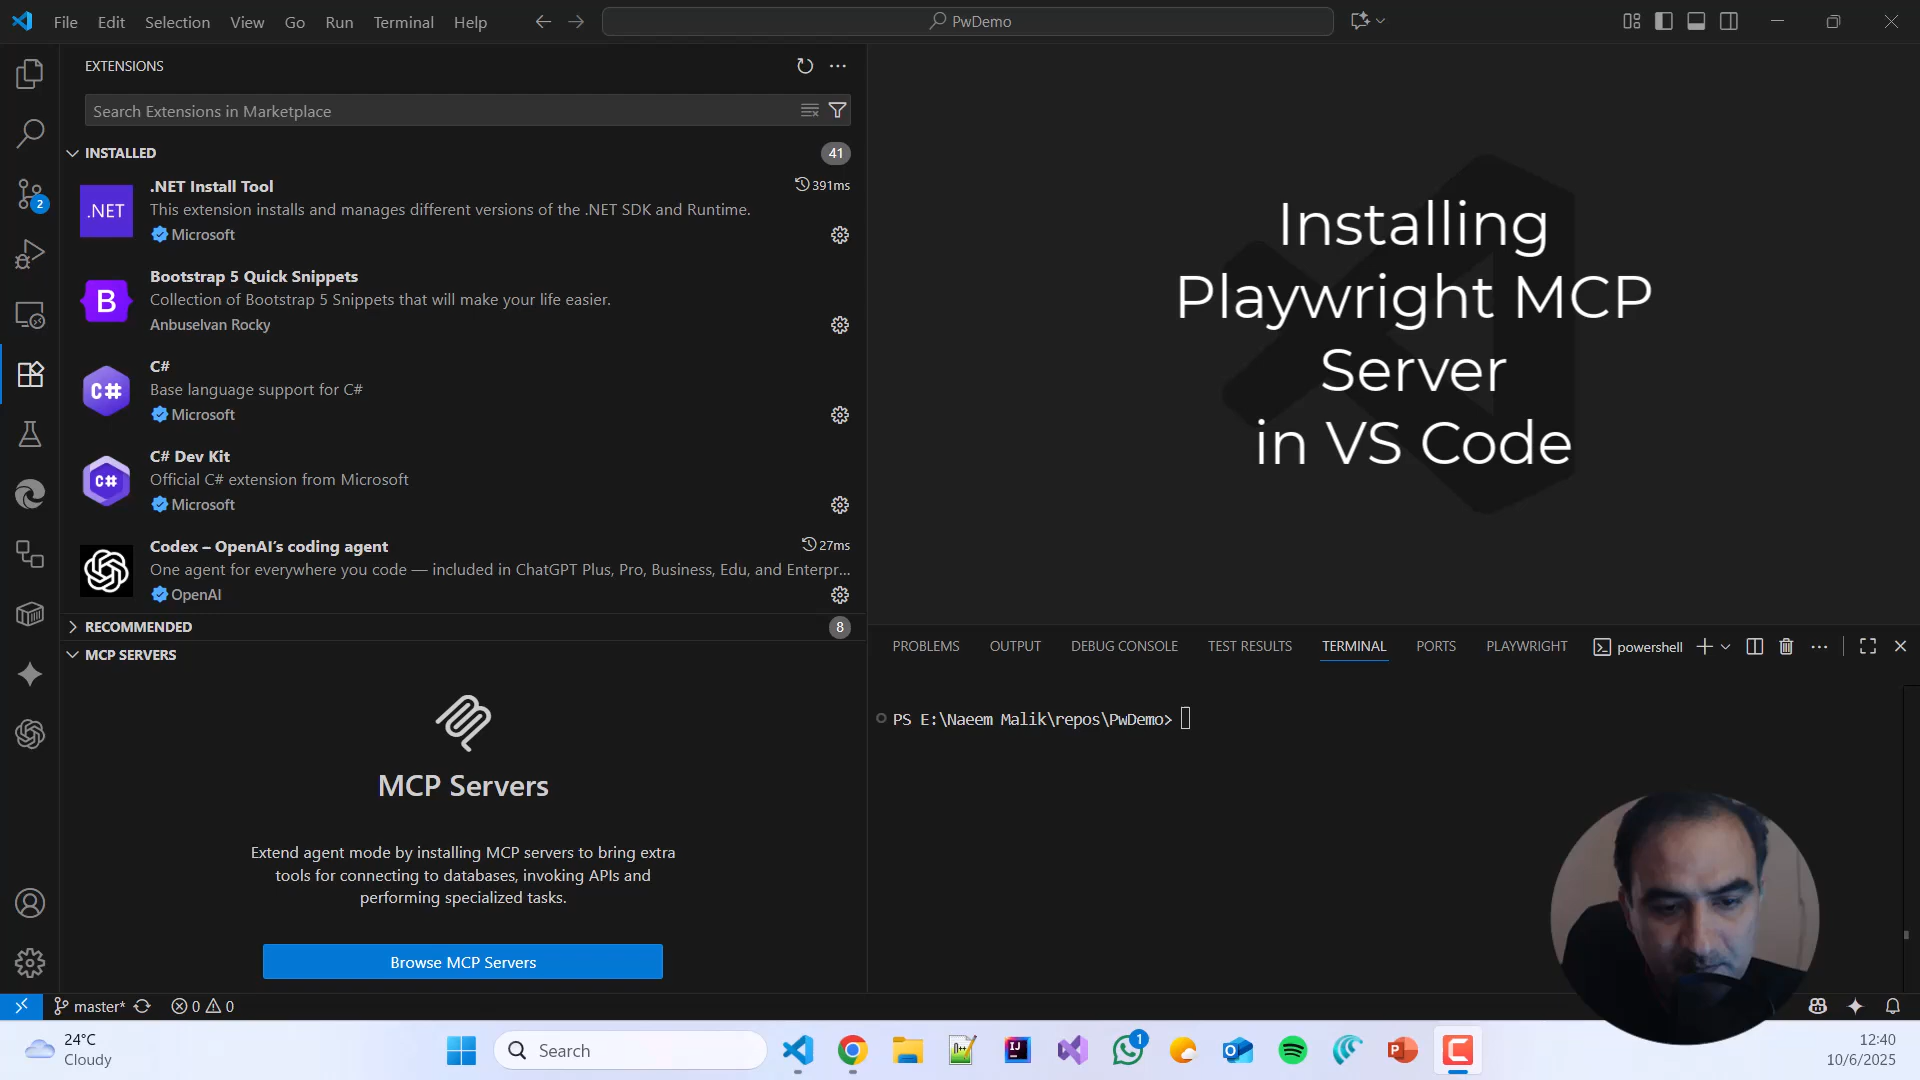 File Edit Selection View Go Run Terminal Help
PwDemo
EXTENSIONS
Search Extensions in Marketplace
INSTALLED 41
.NET
.NET Install Tool 391ms
This extension installs and manages different versions of the .NET SDK and Runtime.
Microsoft
B
Bootstrap 5 Quick Snippets
Collection of Bootstrap 5 Snippets that will make your life easier.
Anbuselvan Rocky
C#
C#
Base language support for C#
Microsoft
C#
C# Dev Kit
Official C# extension from Microsoft
Microsoft
Codex – OpenAI's coding agent 27ms
One agent for everywhere you code — included in ChatGPT Plus, Pro, Business, Edu, and Enterpr...
OpenAI
RECOMMENDED 8
MCP SERVERS
MCP Servers
Extend agent mode by installing MCP servers to bring extra
tools for connecting to databases, invoking APIs and
performing specialized tasks.
Browse MCP Servers
2
Installing
Playwright MCP
Server
in VS Code
PROBLEMS OUTPUT DEBUG CONSOLE TEST RESULTS TERMINAL PORTS PLAYWRIGHT powershell
PS E:\Naeem Malik\repos\PwDemo>
master* 0 0
24°C
Cloudy
Search
1
12:40
10/6/2025